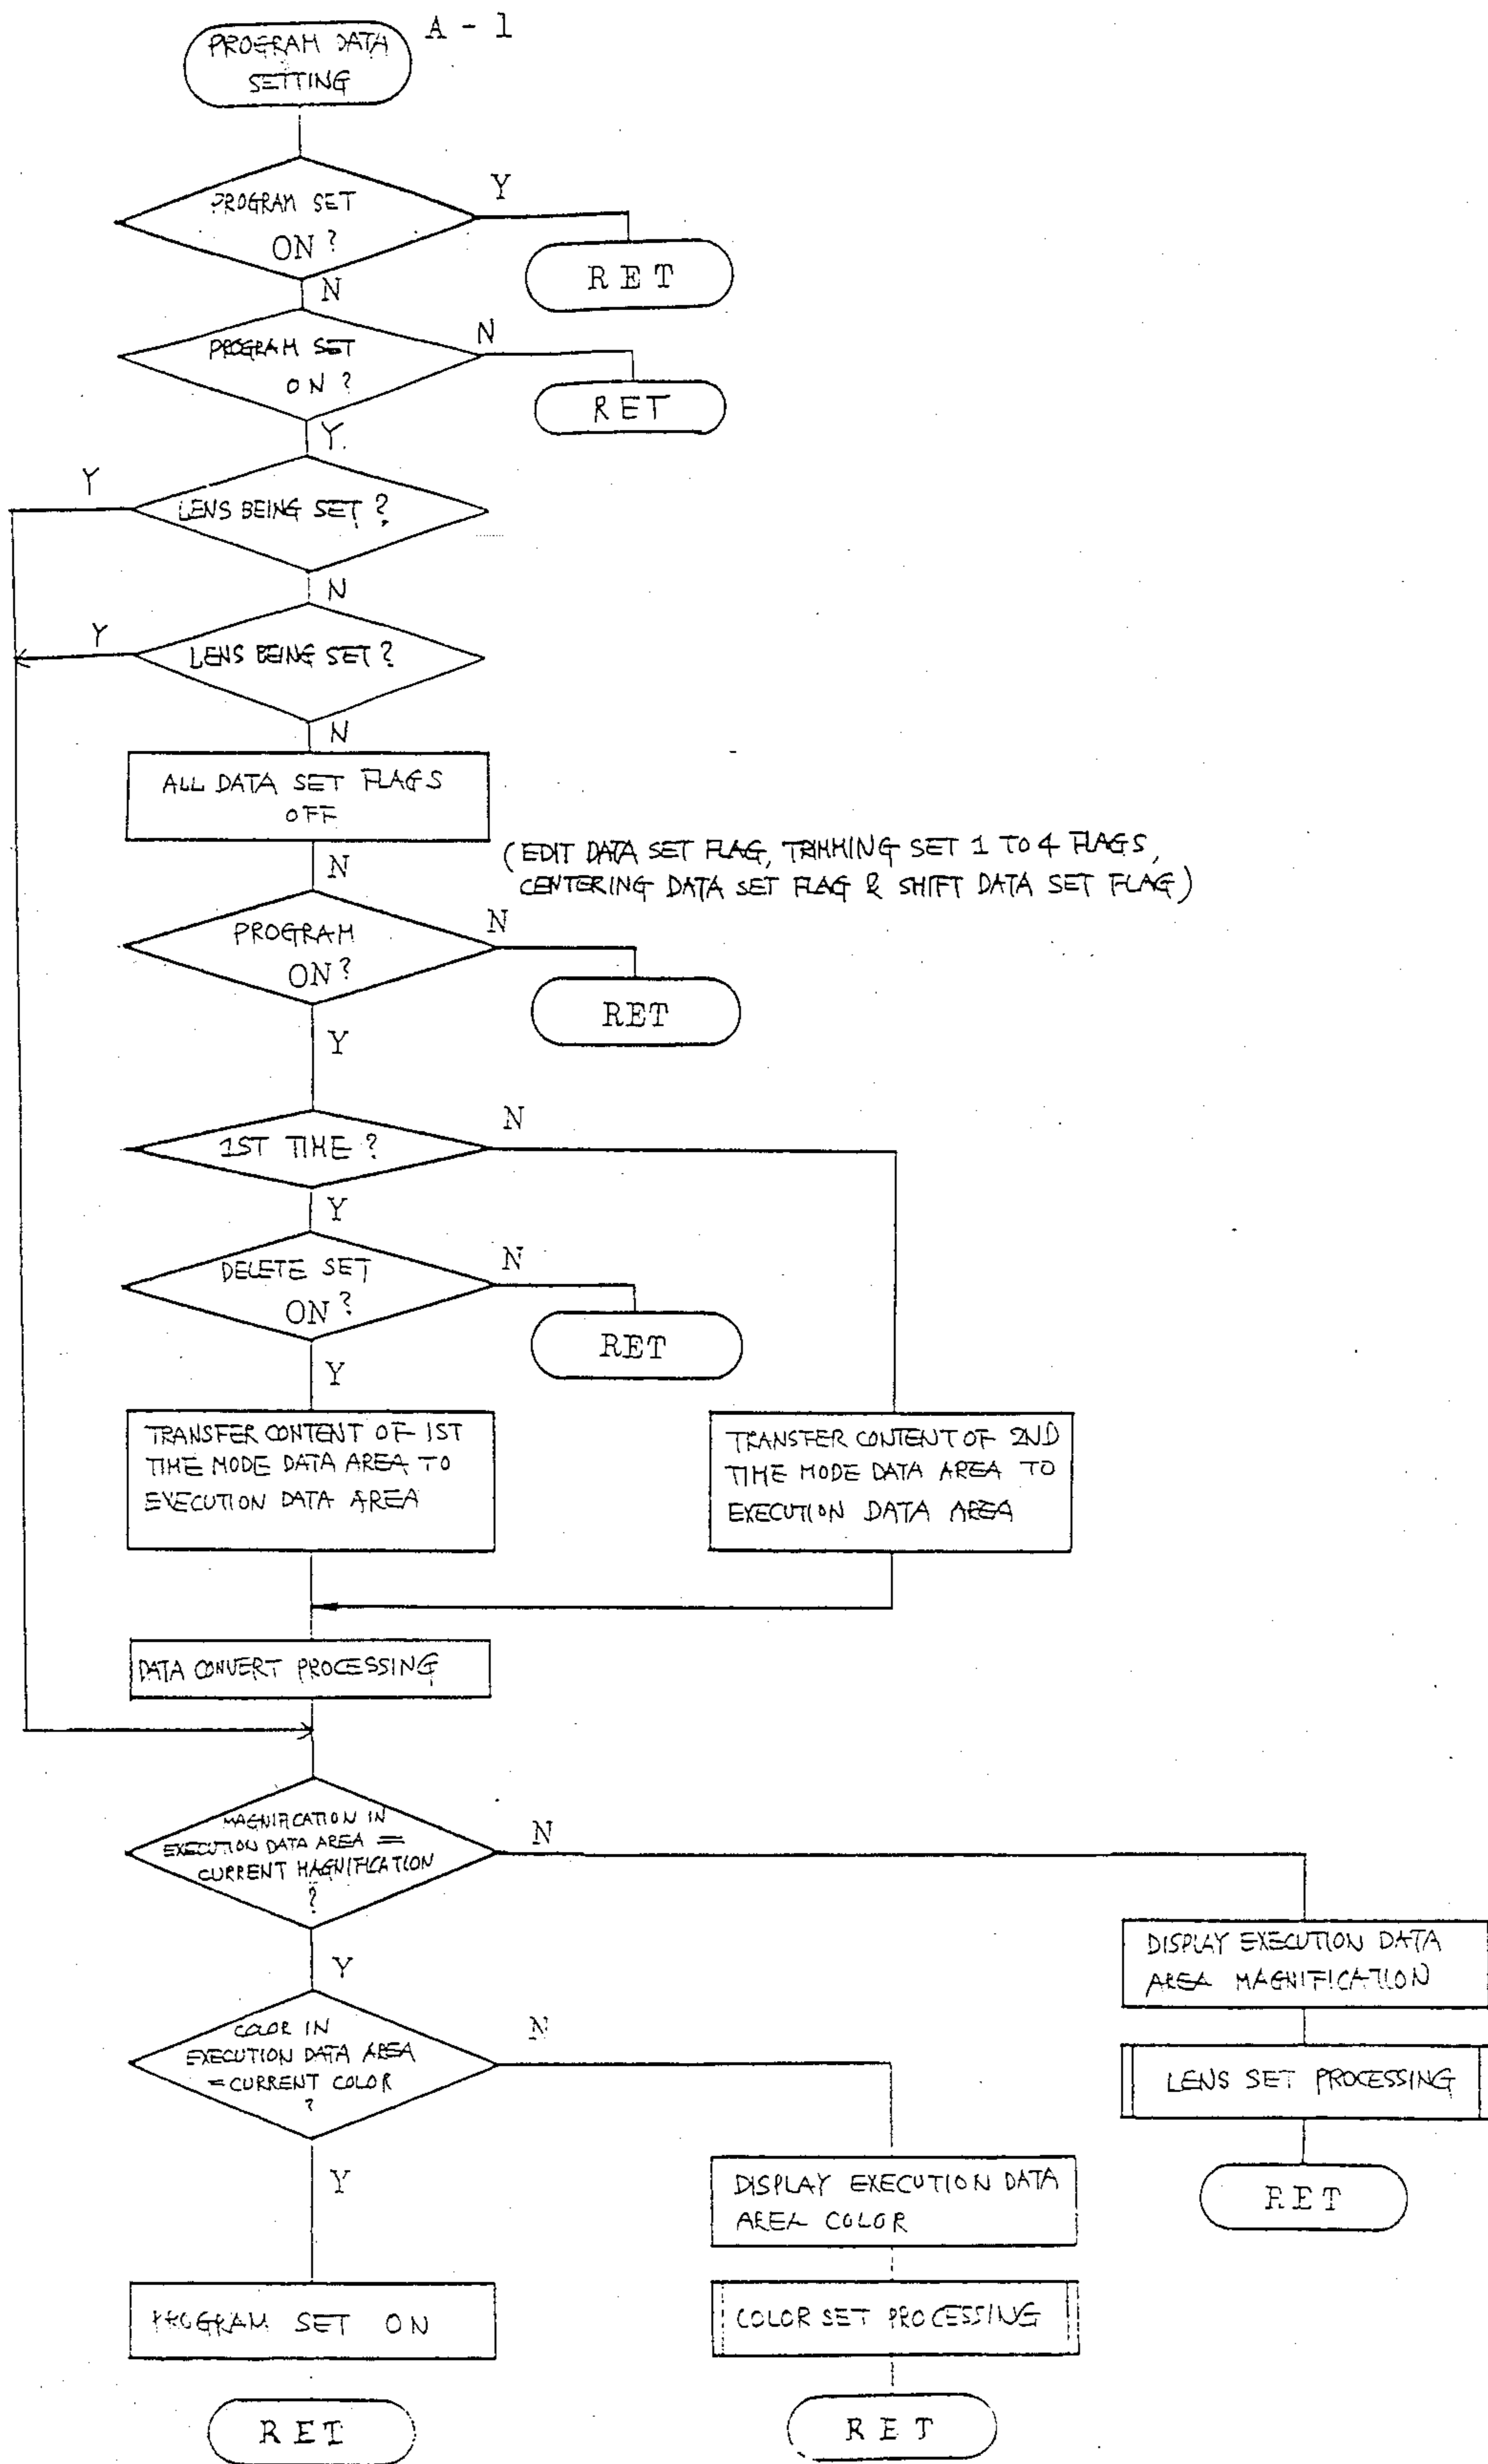 A - 1
PROGRAM DATA
SETTING
PROGRAM SET
ON ?
Y
RET
N
PROGRAM SET
ON ?
N
RET
Y
LENS BEING SET ?
Y
N
LENS BEING SET ?
Y
N
ALL DATA SET FLAGS
OFF
(EDIT DATA SET FLAG, TRIMMING SET 1 TO 4 FLAGS,
CENTERING DATA SET FLAG & SHIFT DATA SET FLAG)
N
PROGRAM
ON ?
N
RET
Y
1ST TIME ?
N
Y
DELETE SET
ON ?
N
RET
Y
TRANSFER CONTENT OF 1ST
TIME MODE DATA AREA TO
EXECUTION DATA AREA
TRANSFER CONTENT OF 2ND
TIME MODE DATA AREA TO
EXECUTION DATA AREA
DATA CONVERT PROCESSING
MAGNIFICATION IN
EXECUTION DATA AREA =
CURRENT MAGNIFICATION
?
N
DISPLAY EXECUTION DATA
AREA MAGNIFICATION
LENS SET PROCESSING
RET
Y
COLOR IN
EXECUTION DATA AREA
= CURRENT COLOR
?
N
DISPLAY EXECUTION DATA
AREA COLOR
COLOR SET PROCESSING
RET
Y
PROGRAM SET ON
RET